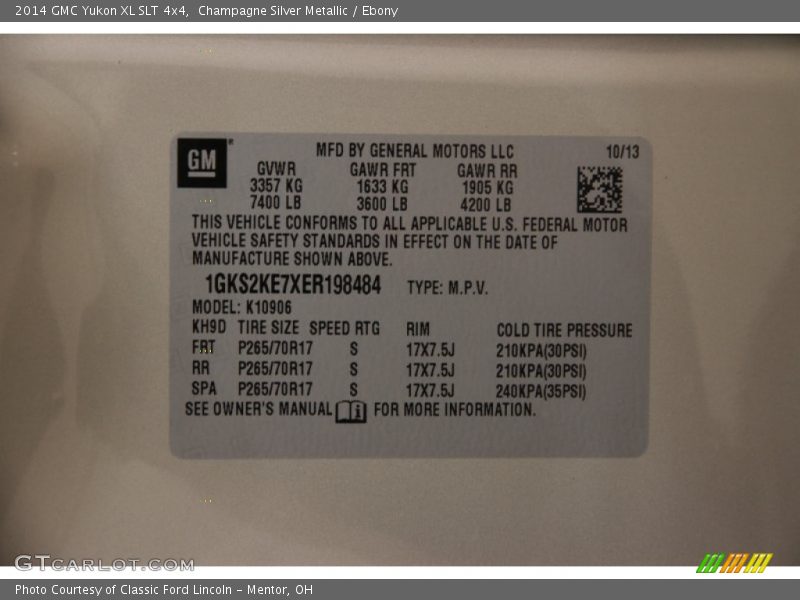 2014 GMC Yukon XL SLT 4x4, Champagne Silver Metallic / Ebony
GM
MFD BY GENERAL MOTORS LLC 10/13
GVWR GAWR FRT GAWR RR
3357 KG 1633 KG 1905 KG
7400 LB 3600 LB 4200 LB
THIS VEHICLE CONFORMS TO ALL APPLICABLE U.S. FEDERAL MOTOR
VEHICLE SAFETY STANDARDS IN EFFECT ON THE DATE OF
MANUFACTURE SHOWN ABOVE.
1GKS2KE7XER198484 TYPE: M.P.V.
MODEL: K10906
KH9D TIRE SIZE SPEED RTG RIM COLD TIRE PRESSURE
FRT P265/70R17 S 17X7.5J 210KPA(30PSI)
RR P265/70R17 S 17X7.5J 210KPA(30PSI)
SPA P265/70R17 S 17X7.5J 240KPA(35PSI)
SEE OWNER'S MANUAL FOR MORE INFORMATION.
GTCARLOT.COM
Photo Courtesy of Classic Ford Lincoln - Mentor, OH